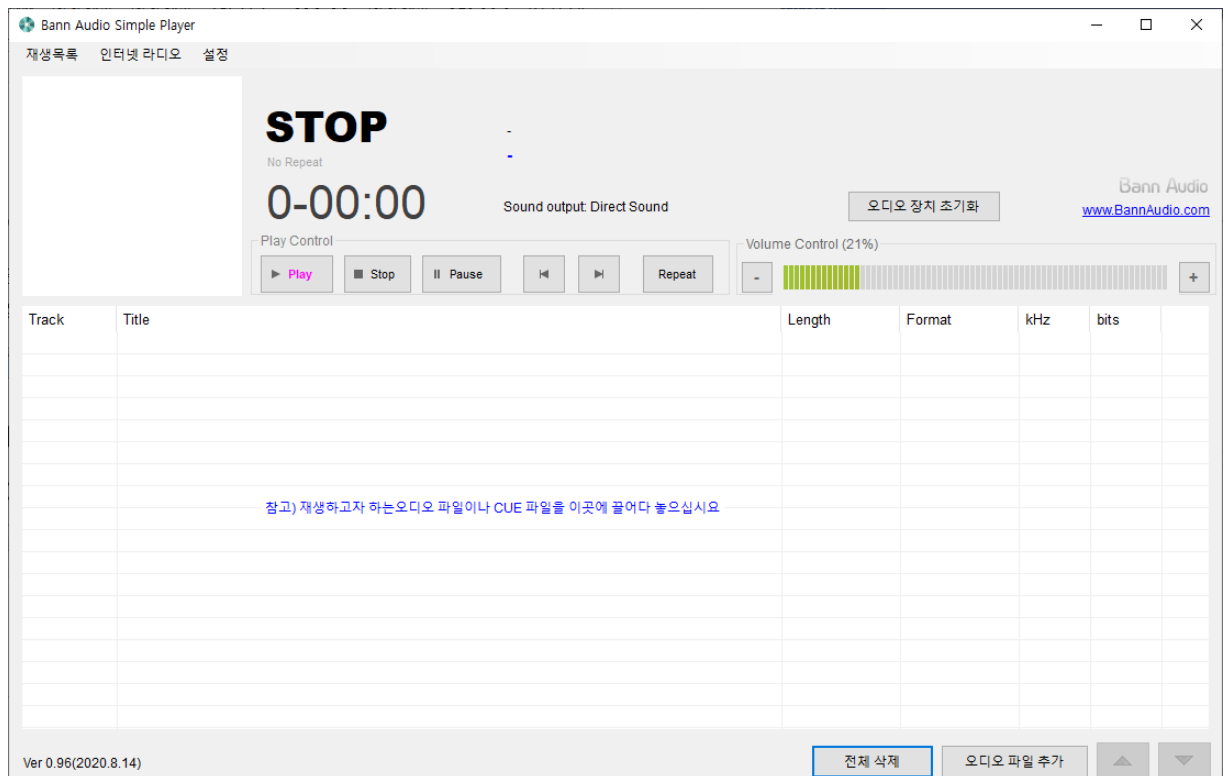 Bann Audio Simple Player
재생목록 인터넷 라디오 설정
STOP
-
No Repeat
-
0-00:00
Sound output: Direct Sound
오디오 장치 초기화
Bann Audio
www.BannAudio.com
Play Control
Volume Control (21%)
Play Stop Pause Repeat
- +
Track Title Length Format kHz bits
참고) 재생하고자 하는오디오 파일이나 CUE 파일을 이곳에 끌어다 놓으십시요
Ver 0.96(2020.8.14)
전체 삭제
오디오 파일 추가